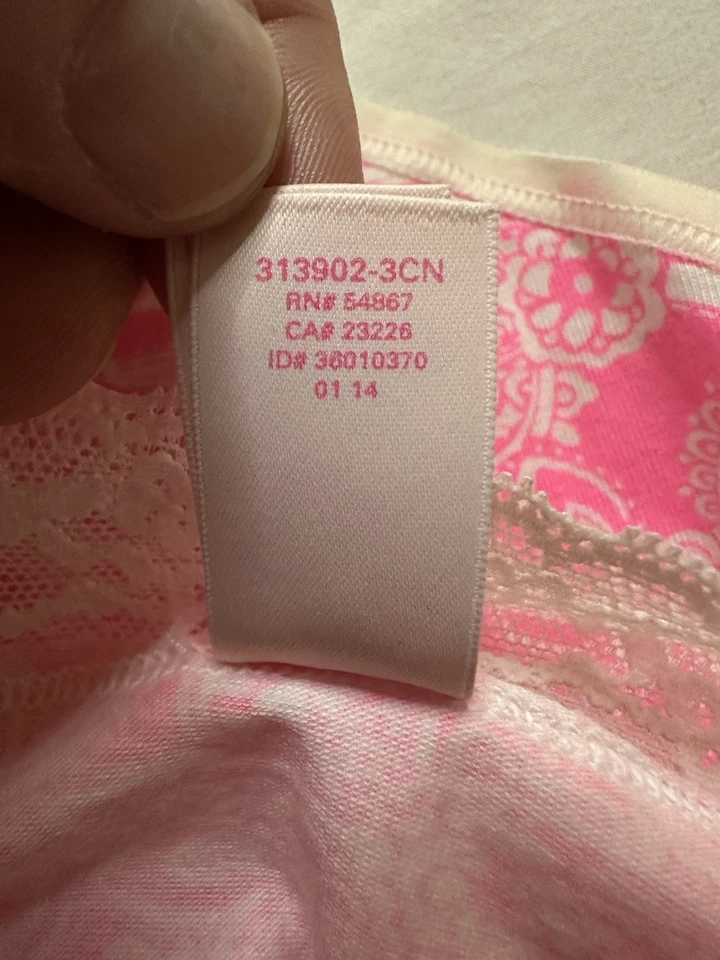 313902-3CN
RN# 54867
CA# 23226
ID# 36010370
01 14